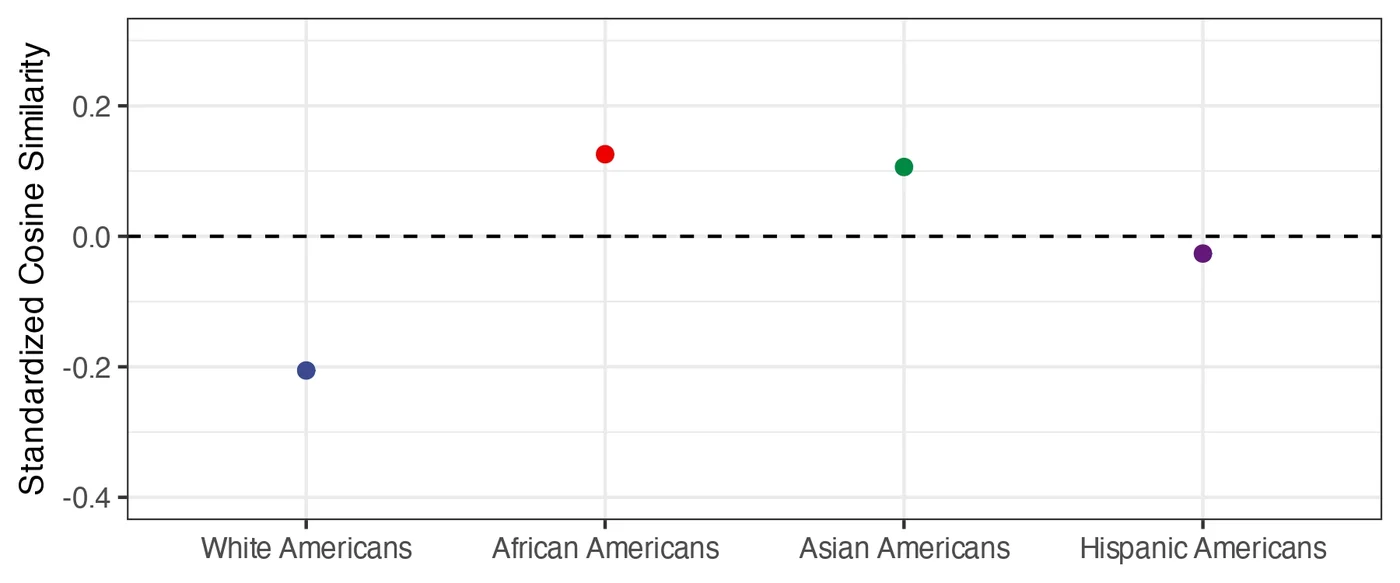 Standardized Cosine Similarity
0.2
0.0
-0.2
-0.4
White Americans
African Americans
Asian Americans
Hispanic Americans